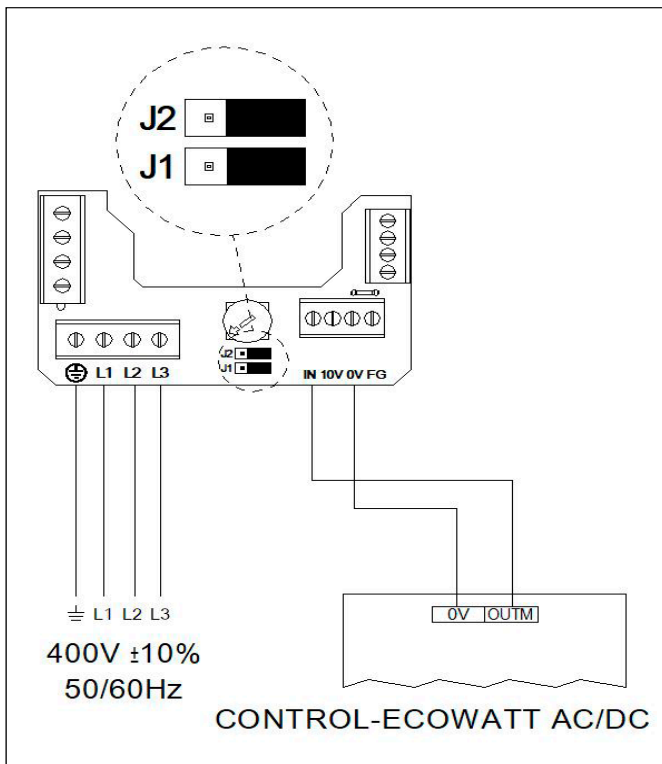 J2
J1
J2
J1
L1 L2 L3
IN 10V 0V FG
L1 L2 L3
0V OUTM
400V ±10%
50/60Hz
CONTROL-ECOWATT AC/DC